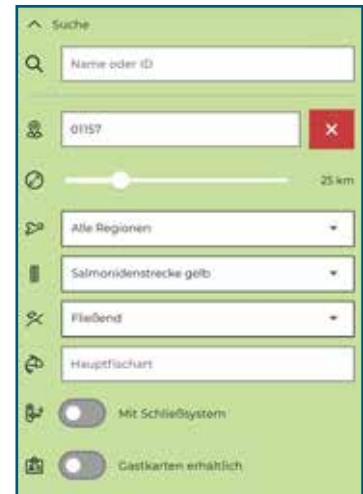 Suche
Name oder ID
01157
25 km
Alle Regionen
Salmonidenstrecke gelb
Fließend
Hauptfischart
Mit Schließsystem
Gastkarten erhältlich